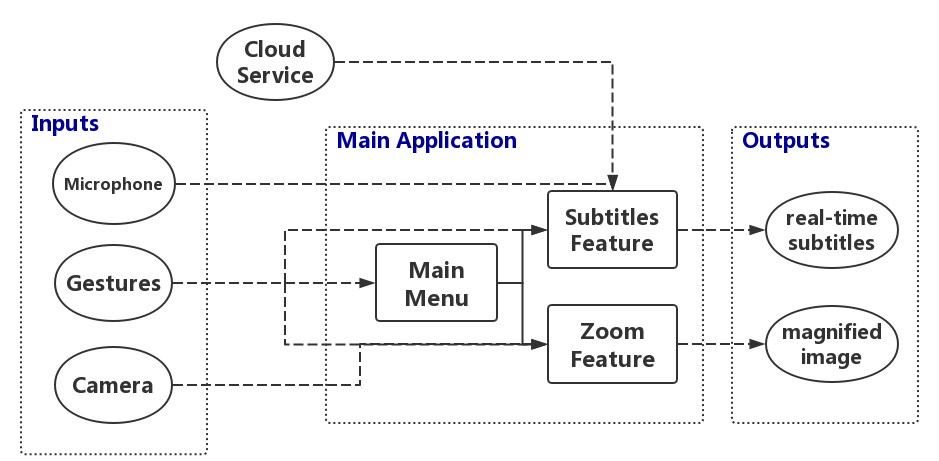 Cloud
Service
Inputs
Microphone
Gestures
Camera
Main Application
Main
Menu
Subtitles
Feature
Zoom
Feature
Outputs
real-time
subtitles
magnified
image